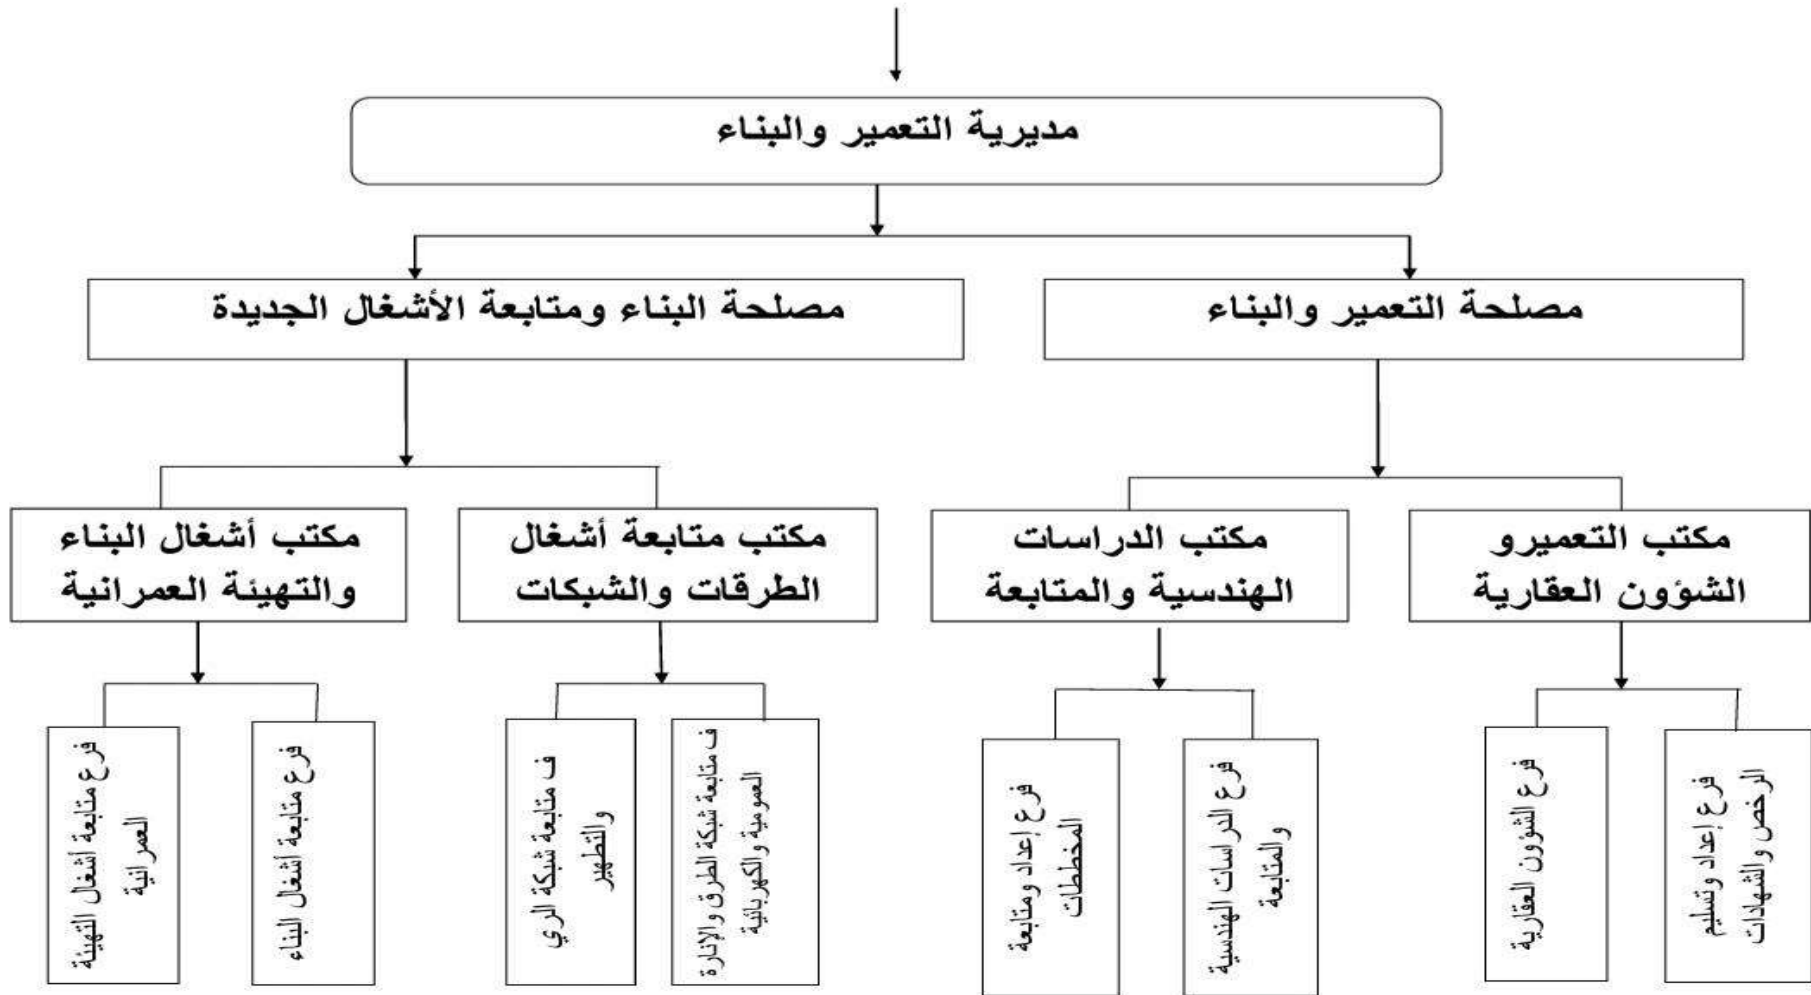 مديرية التعمير والبناء
مصلحة التعمير والبناء
مصلحة البناء ومتابعة الأشغال الجديدة
مكتب التعميرو
الشؤون العقارية
مكتب الدراسات
الهندسية والمتابعة
مكتب متابعة أشغال
الطرقات والشبكات
مكتب أشغال البناء
والتهيئة العمرانية
فرع إعداد وتسليم
الرخص والشهادات
فرع الشؤون العقارية
فرع الدراسات الهندسية
والمتابعة
فرع إعداد ومتابعة
المخططات
ف متابعة شبكة الطرق والإنارة
العمومية والكهربائية
ف متابعة شبكة الري
والتطهير
فرع متابعة أشغال البناء
فرع متابعة أشغال التهيئة
العمرانية